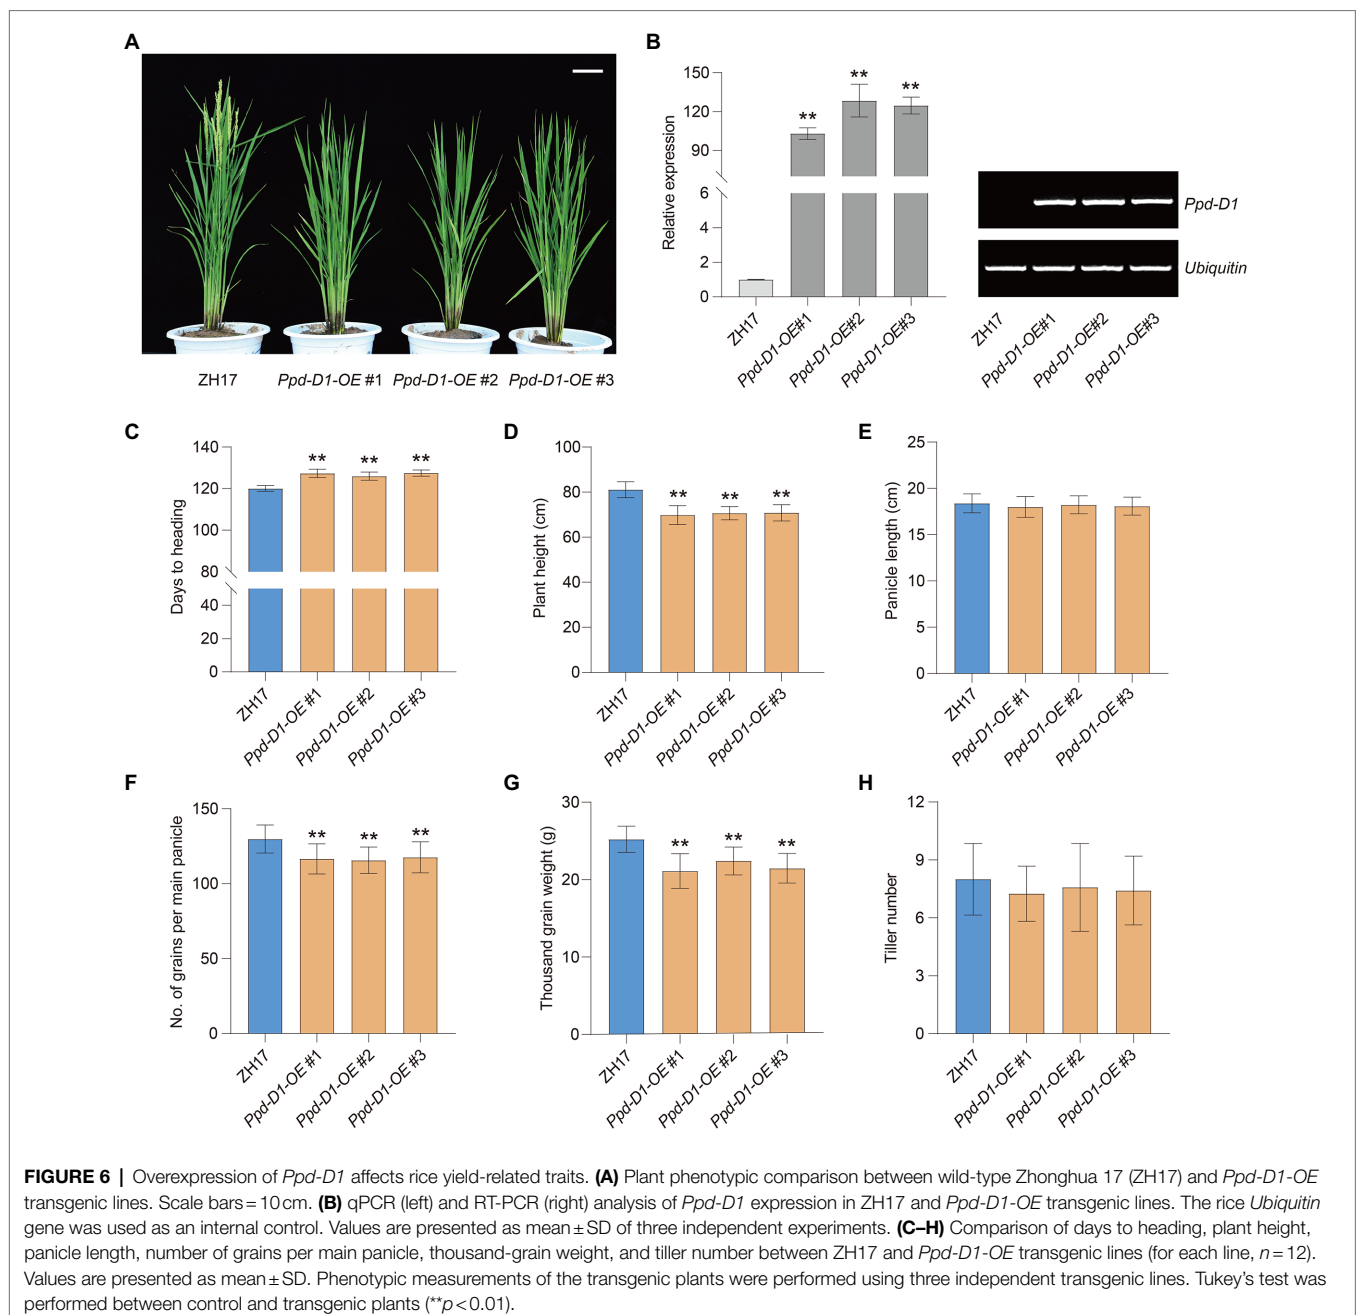 A
ZH17
Ppd-D1-OE #1
Ppd-D1-OE #2
Ppd-D1-OE #3
B
Relative expression
150
120
90
6
4
2
0
**
**
**
ZH17
Ppd-D1-OE#1
Ppd-D1-OE#2
Ppd-D1-OE#3
Ppd-D1
Ubiquitin
ZH17
Ppd-D1-OE#1
Ppd-D1-OE#2
Ppd-D1-OE#3
C
Days to heading
140
120
100
80
40
20
0
**
**
**
ZH17
Ppd-D1-OE #1
Ppd-D1-OE #2
Ppd-D1-OE #3
D
Plant height (cm)
100
80
60
40
20
0
**
**
**
ZH17
Ppd-D1-OE #1
Ppd-D1-OE #2
Ppd-D1-OE #3
E
Panicle length (cm)
25
20
15
10
5
0
ZH17
Ppd-D1-OE #1
Ppd-D1-OE #2
Ppd-D1-OE #3
F
No. of grains per main panicle
150
100
50
0
**
**
**
ZH17
Ppd-D1-OE #1
Ppd-D1-OE #2
Ppd-D1-OE #3
G
Thousand grain weight (g)
30
20
10
0
**
**
**
ZH17
Ppd-D1-OE #1
Ppd-D1-OE #2
Ppd-D1-OE #3
H
Tiller number
12
9
6
3
0
ZH17
Ppd-D1-OE #1
Ppd-D1-OE #2
Ppd-D1-OE #3
FIGURE 6 | Overexpression of Ppd-D1 affects rice yield-related traits. (A) Plant phenotypic comparison between wild-type Zhonghua 17 (ZH17) and Ppd-D1-OE
transgenic lines. Scale bars = 10 cm. (B) qPCR (left) and RT-PCR (right) analysis of Ppd-D1 expression in ZH17 and Ppd-D1-OE transgenic lines. The rice Ubiquitin
gene was used as an internal control. Values are presented as mean ± SD of three independent experiments. (C–H) Comparison of days to heading, plant height,
panicle length, number of grains per main panicle, thousand-grain weight, and tiller number between ZH17 and Ppd-D1-OE transgenic lines (for each line, n = 12).
Values are presented as mean ± SD. Phenotypic measurements of the transgenic plants were performed using three independent transgenic lines. Tukey's test was
performed between control and transgenic plants (**p < 0.01).